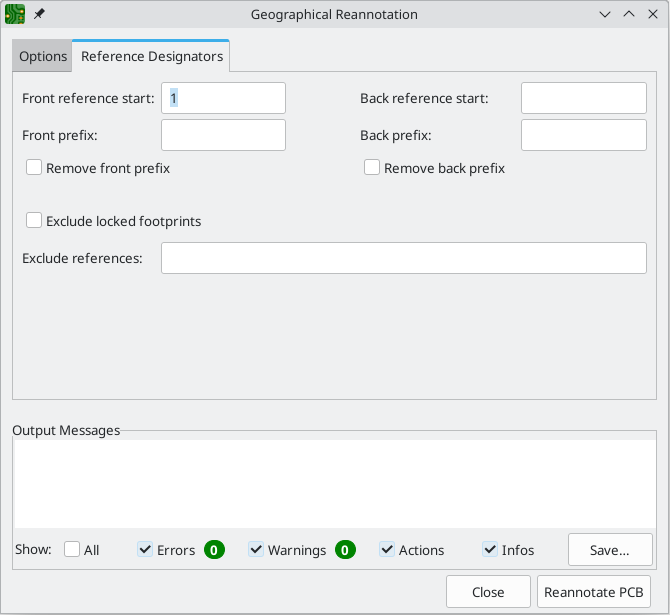 Geographical Reannotation
Options Reference Designators
Front reference start: 1 Back reference start:
Front prefix: Back prefix:
Remove front prefix Remove back prefix
Exclude locked footprints
Exclude references:
Output Messages
Show: All Errors 0 Warnings 0 Actions Infos Save...
Close Reannotate PCB